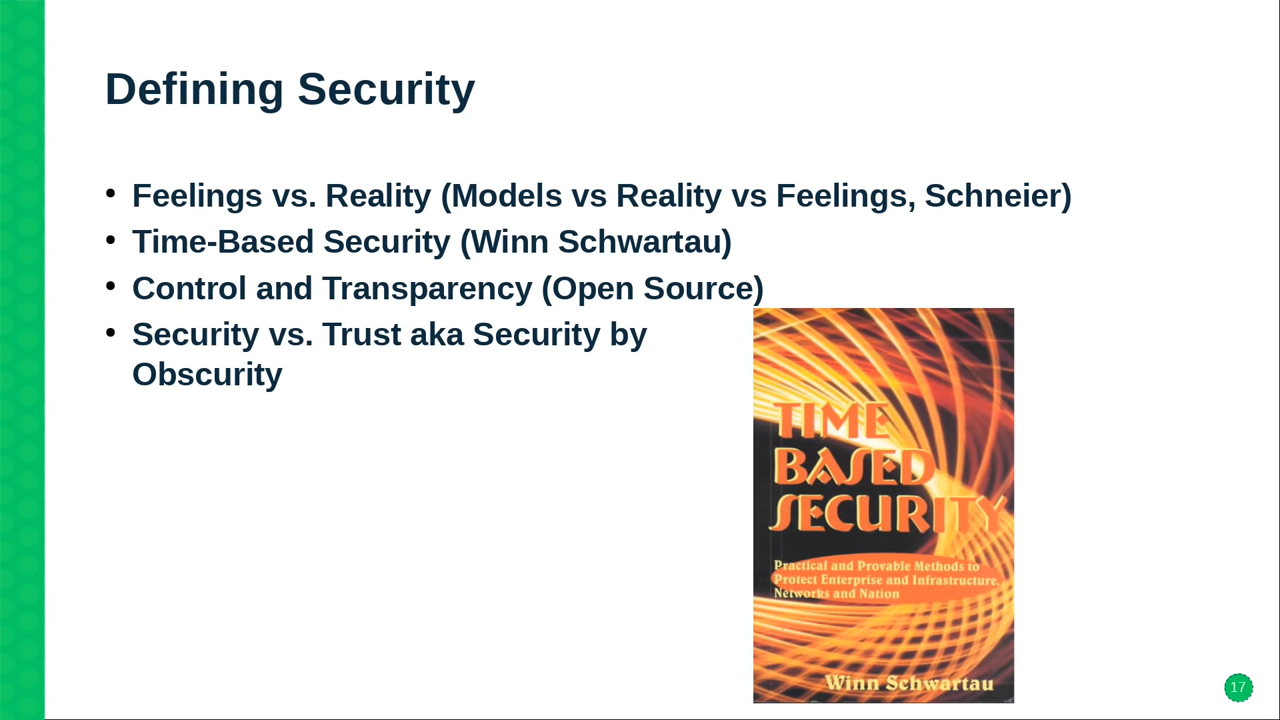 Defining Security
• Feelings vs. Reality (Models vs Reality vs Feelings, Schneier)
• Time-Based Security (Winn Schwartau)
• Control and Transparency (Open Source)
• Security vs. Trust aka Security by
Obscurity
TIME
BASED
SECURITY
Practical and Provable Methods to
Protect Enterprise and Infrastructure,
Networks and Nation
Winn Schwartau
17